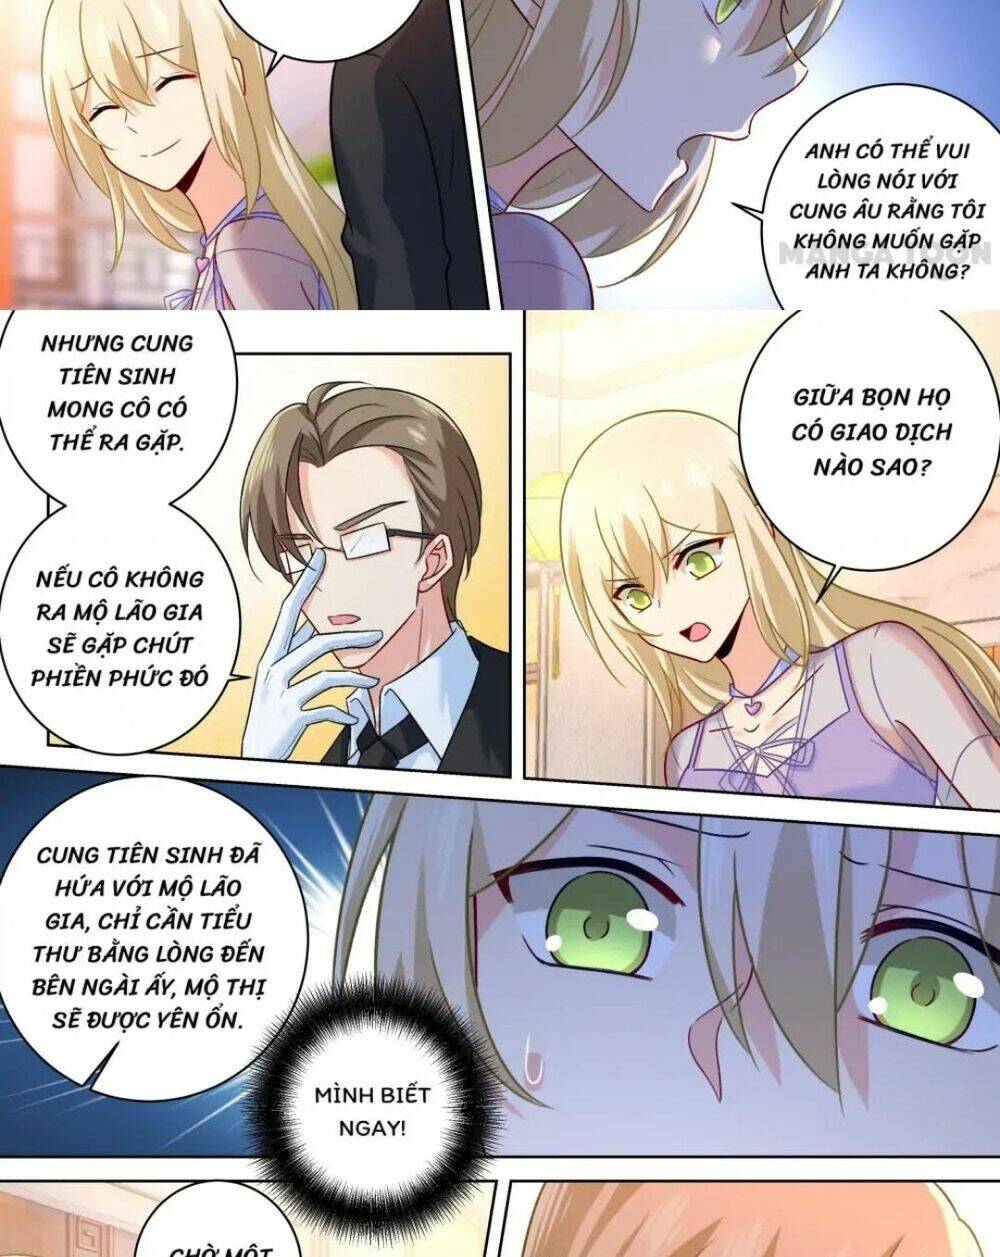 ANH CÓ THỂ VUI
LÒNG NÓI VỚI
CUNG ÂU RẰNG TÔI
KHÔNG MUỐN GẶP
ANH TA KHÔNG?
MANGA TOON
NHƯNG CUNG
TIÊN SINH
MONG CÔ CÓ
THỂ RA GẶP.
NẾU CÔ KHÔNG
RA MỘ LÃO GIA
SẼ GẶP CHÚT
PHIỀN PHỨC ĐÓ
GIỮA BỌN HỌ
CÓ GIAO DỊCH
NÀO SAO?
CUNG TIÊN SINH ĐÃ
HỨA VỚI MỘ LÃO
GIA, CHỈ CẦN TIỂU
THƯ BẰNG LÒNG ĐẾN
BÊN NGÀI ẤY, MỘ THỊ
SẼ ĐƯỢC YÊN ỔN.
MÌNH BIẾT
NGAY!
CHỜ MỘT